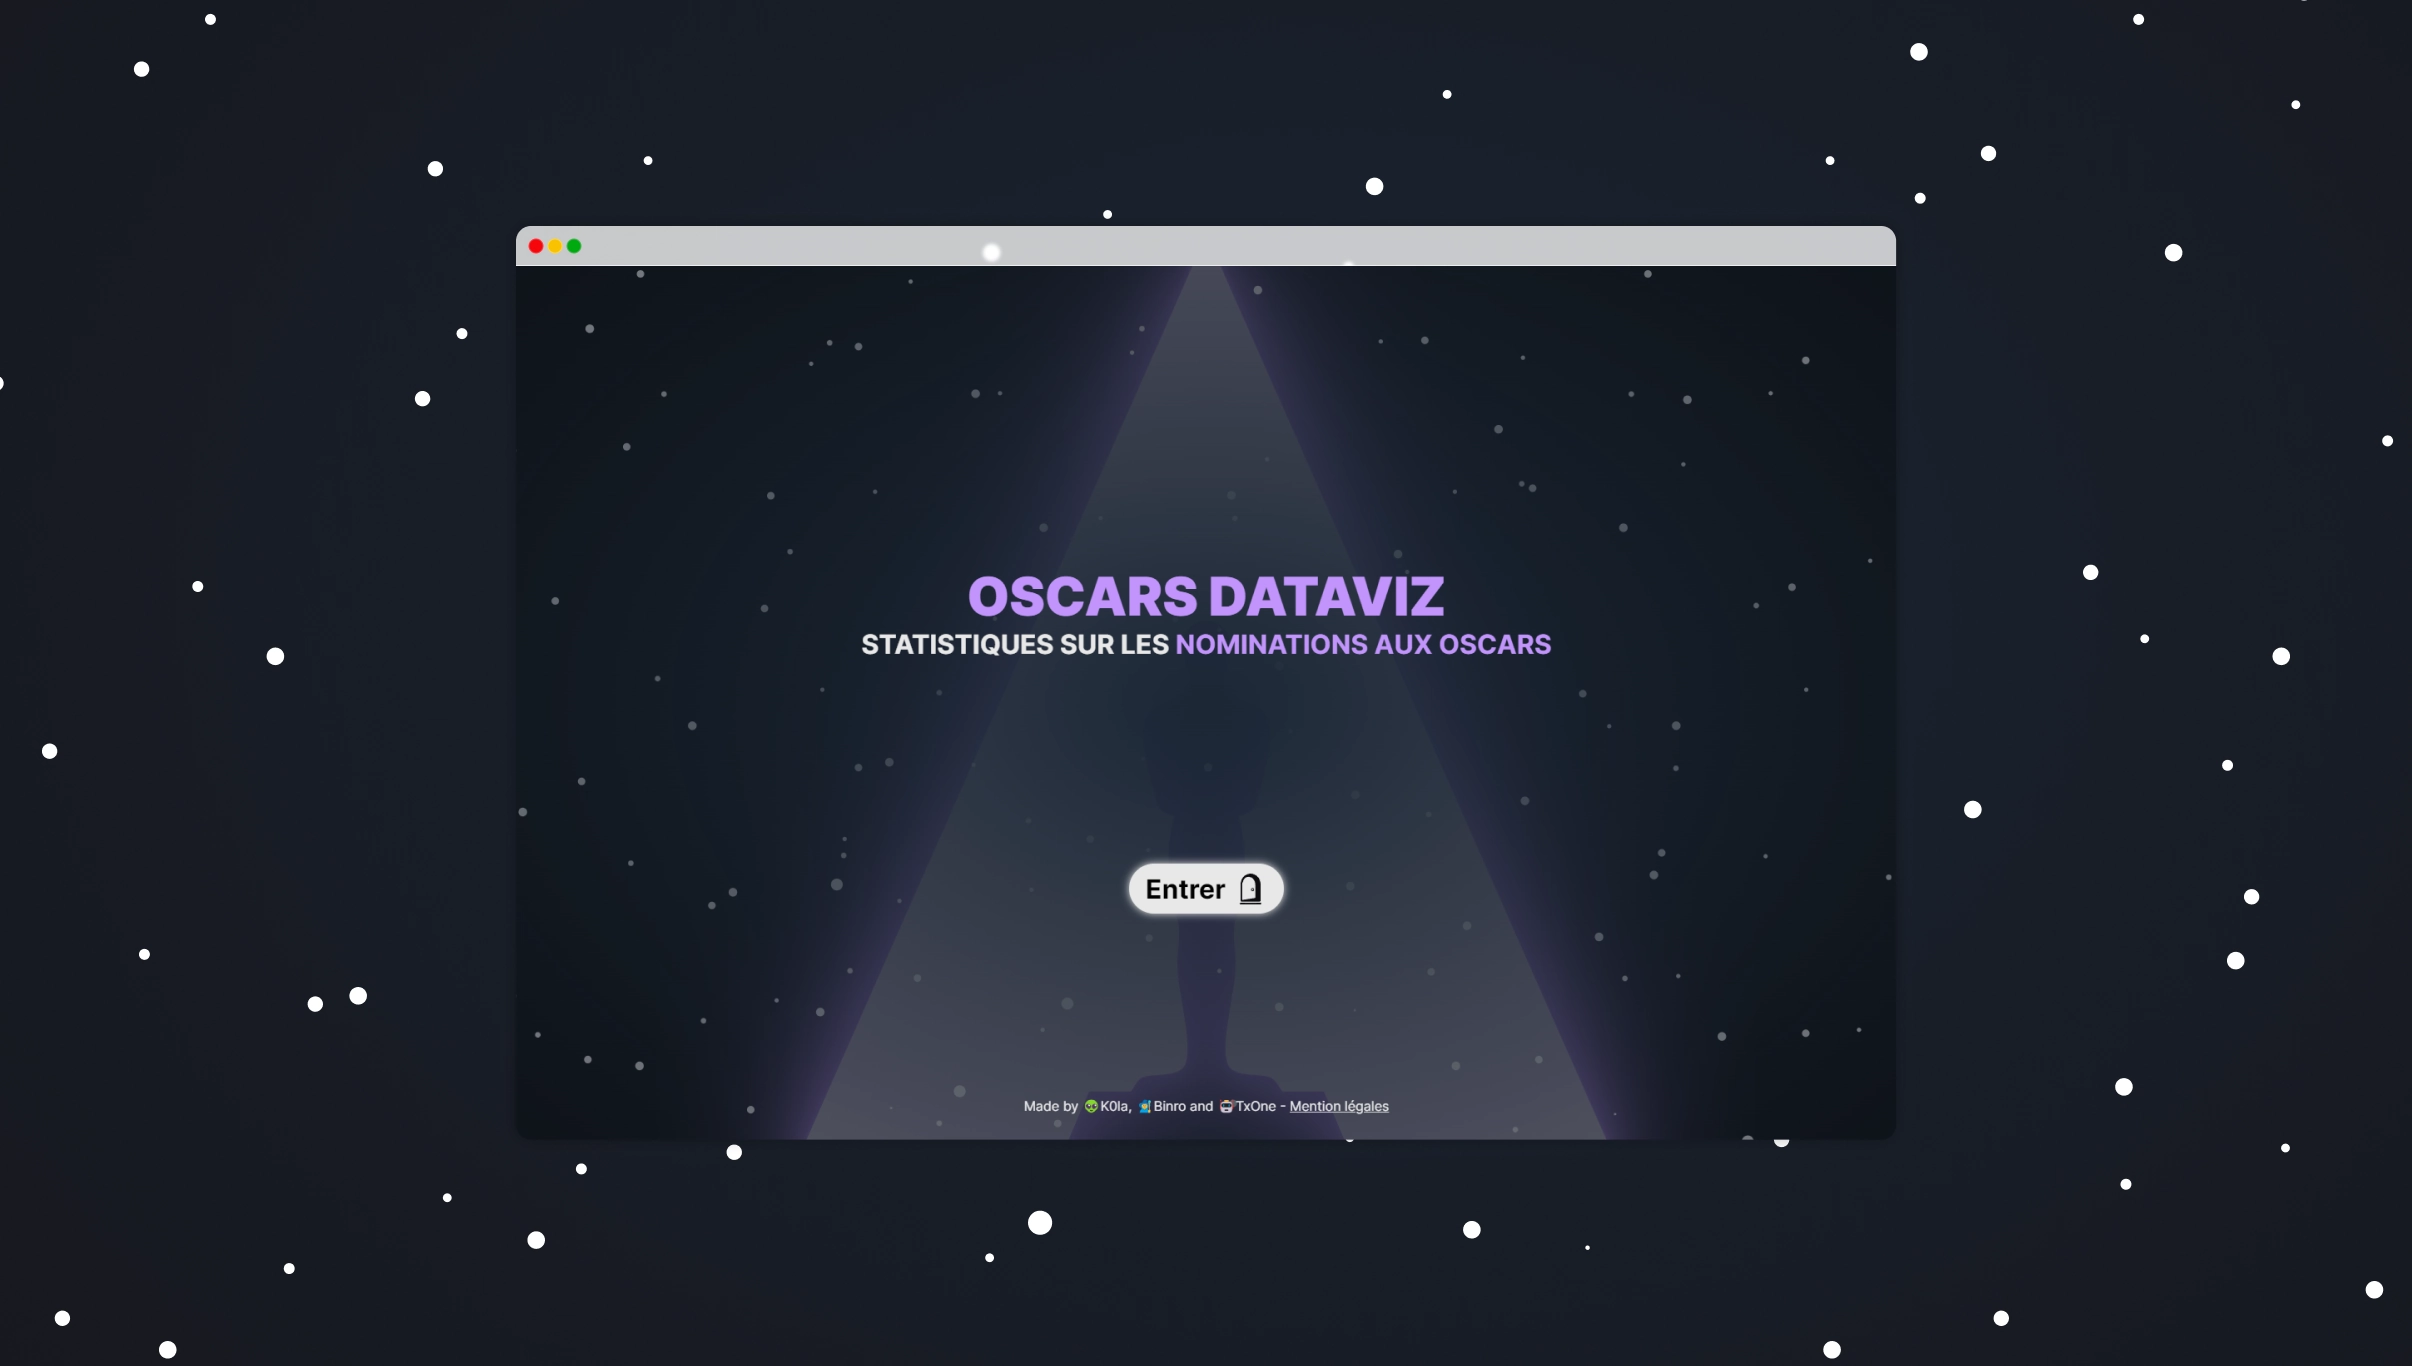 OSCARS DATAVIZ
STATISTIQUES SUR LES NOMINATIONS AUX OSCARS
Entrer
Made by 👽K0la, 🧝‍♂️Binro and 🤖TxOne - Mention légales